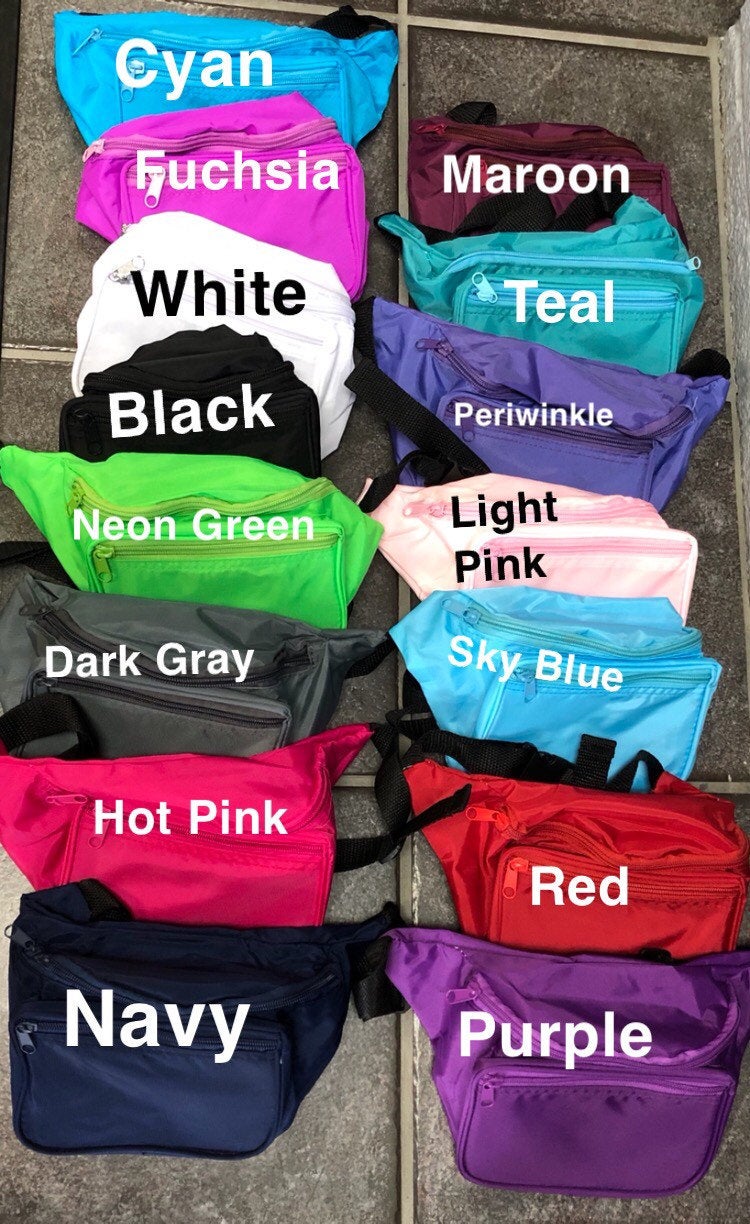 Cyan
Fuchsia
White
Black
Neon Green
Dark Gray
Hot Pink
Navy
Maroon
Teal
Periwinkle
Light
Pink
Sky Blue
Red
Purple